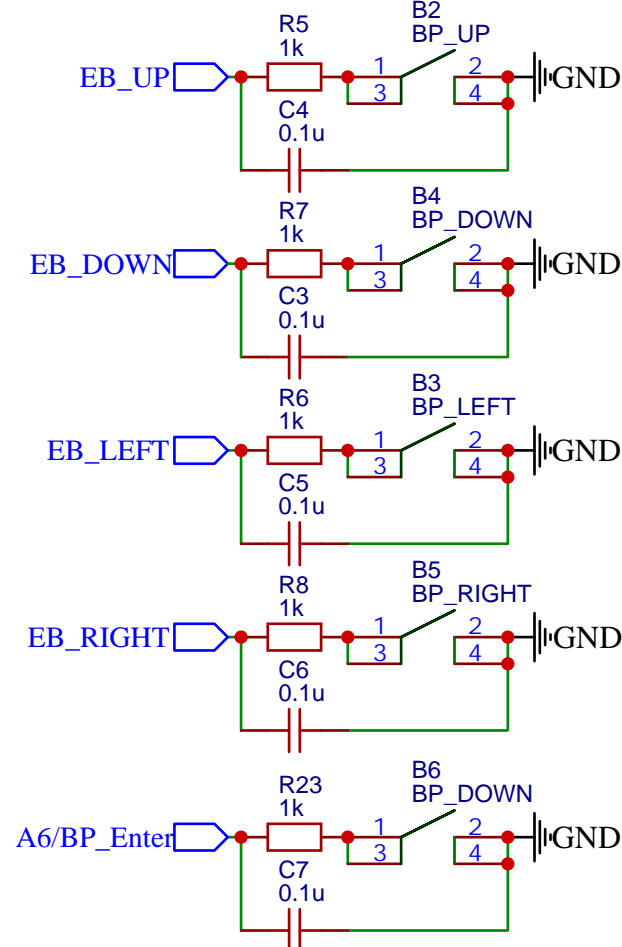 R5
1k
B2
BP_UP
EB_UP
1
2
GND
3
4
C4
0.1u
R7
1k
B4
BP_DOWN
EB_DOWN
1
2
GND
3
4
C3
0.1u
R6
1k
B3
BP_LEFT
EB_LEFT
1
2
GND
3
4
C5
0.1u
R8
1k
B5
BP_RIGHT
EB_RIGHT
1
2
GND
3
4
C6
0.1u
R23
1k
B6
BP_DOWN
A6/BP_Enter
1
2
GND
3
4
C7
0.1u